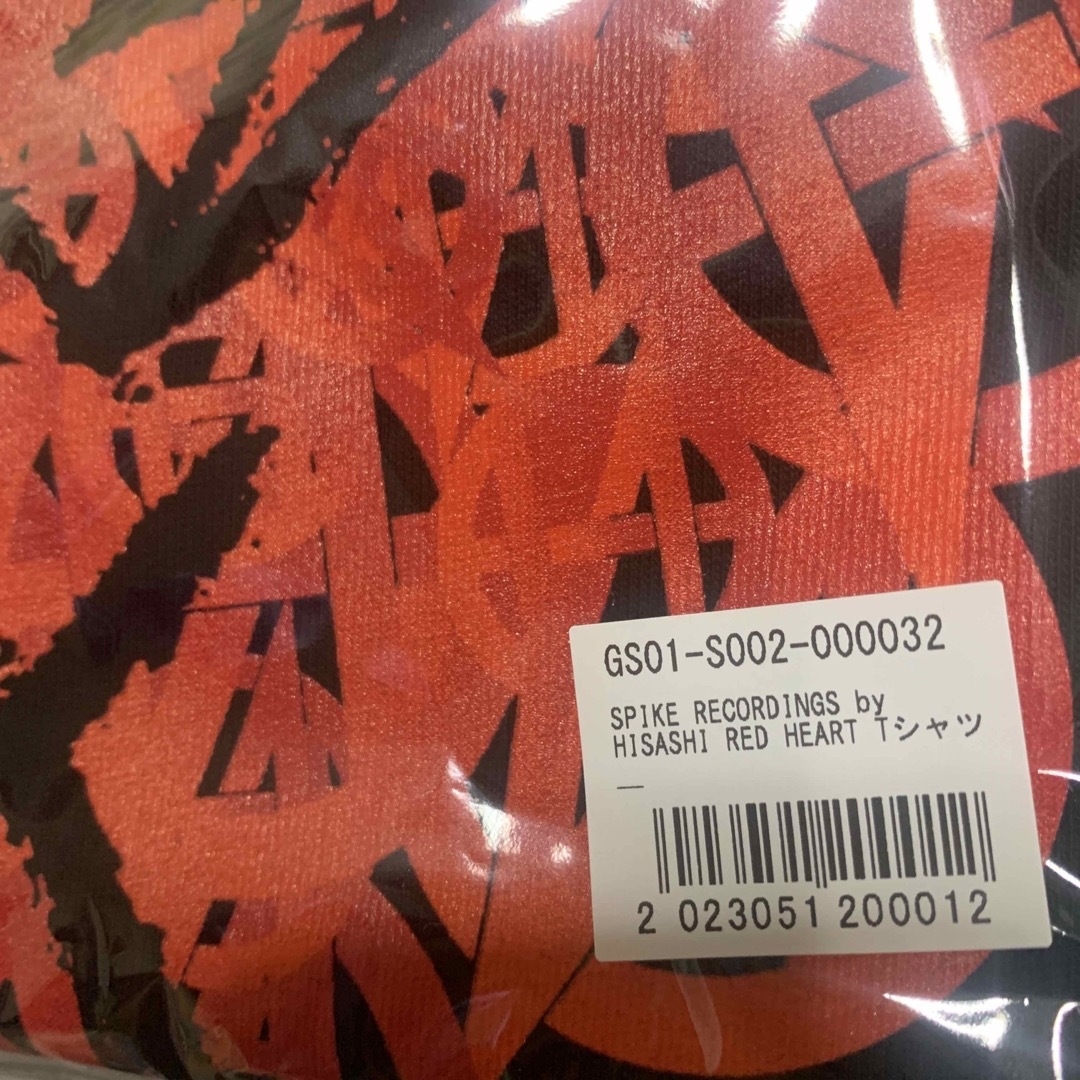 GS01-S002-000032
SPIKE RECORDINGS by
HISASHI RED HEART Tシャツ
—
2 023051 200012